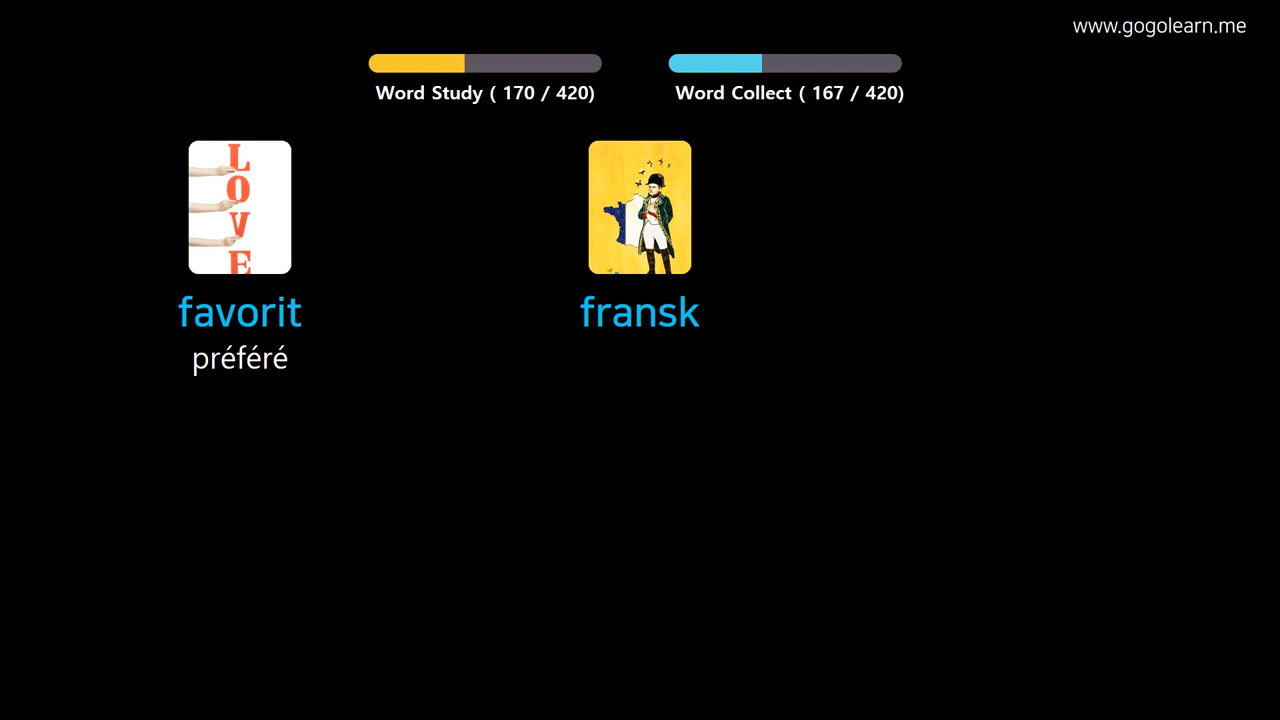 www.gogolearn.me
Word Study ( 170 / 420)
Word Collect ( 167 / 420)
LOVE
favorit
fransk
préféré